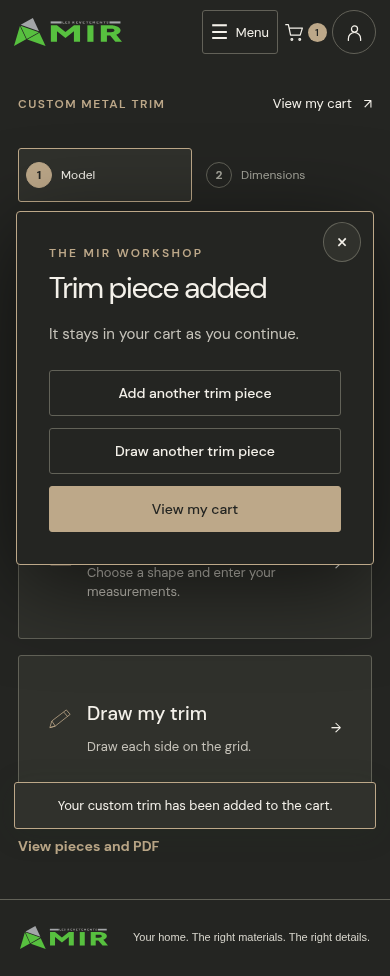 MIR
Menu
1
CUSTOM METAL TRIM
View my cart
1
Model
2
Dimensions
THE MIR WORKSHOP
Trim piece added
It stays in your cart as you continue.
Add another trim piece
Draw another trim piece
View my cart
Choose a shape and enter your
measurements.
Draw my trim
Draw each side on the grid.
Your custom trim has been added to the cart.
View pieces and PDF
MIR
Your home. The right materials. The right details.